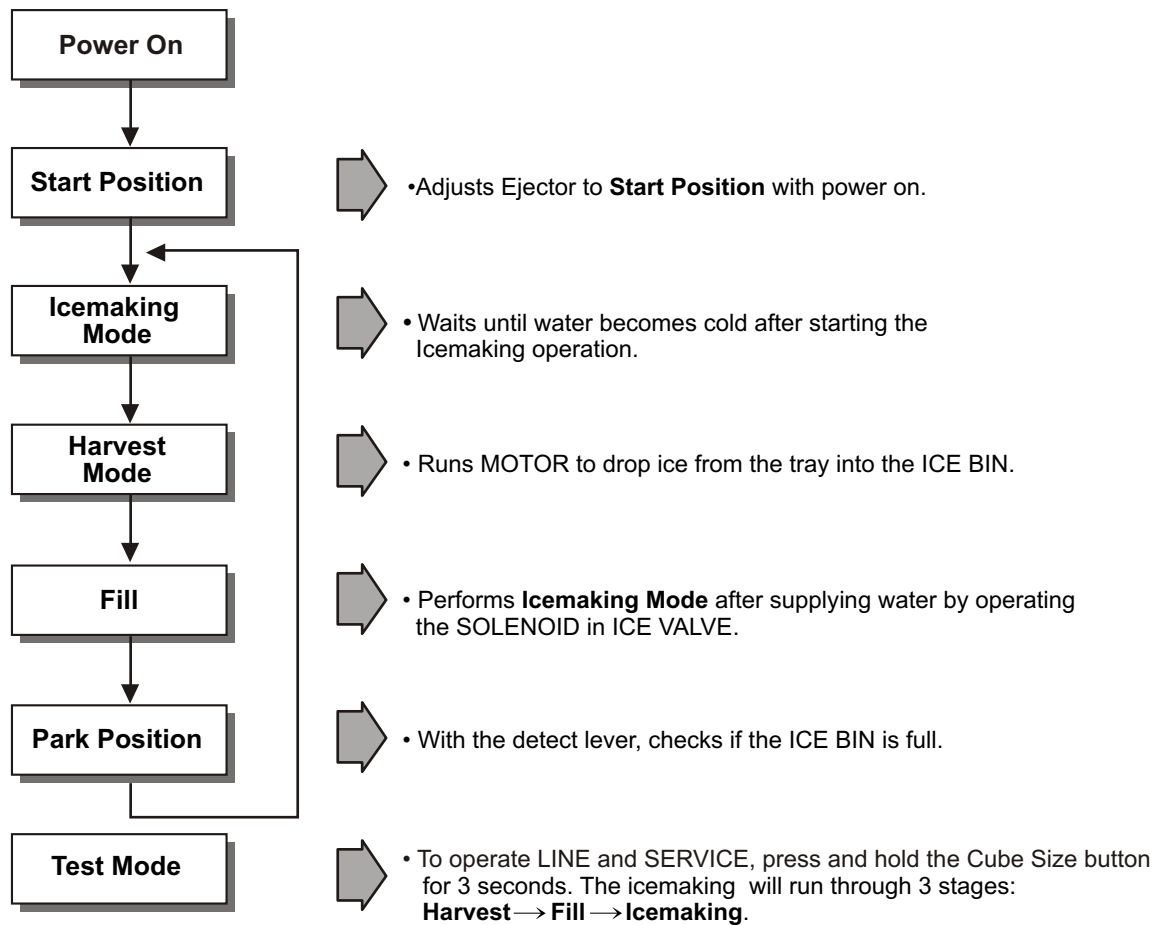 Power On
Start Position
•Adjusts Ejector to Start Position with power on.
Icemaking
Mode
• Waits until water becomes cold after starting the
Icemaking operation.
Harvest
Mode
• Runs MOTOR to drop ice from the tray into the ICE BIN.
Fill
• Performs Icemaking Mode after supplying water by operating
the SOLENOID in ICE VALVE.
Park Position
• With the detect lever, checks if the ICE BIN is full.
Test Mode
• To operate LINE and SERVICE, press and hold the Cube Size button
for 3 seconds. The icemaking will run through 3 stages:
Harvest→Fill→Icemaking.